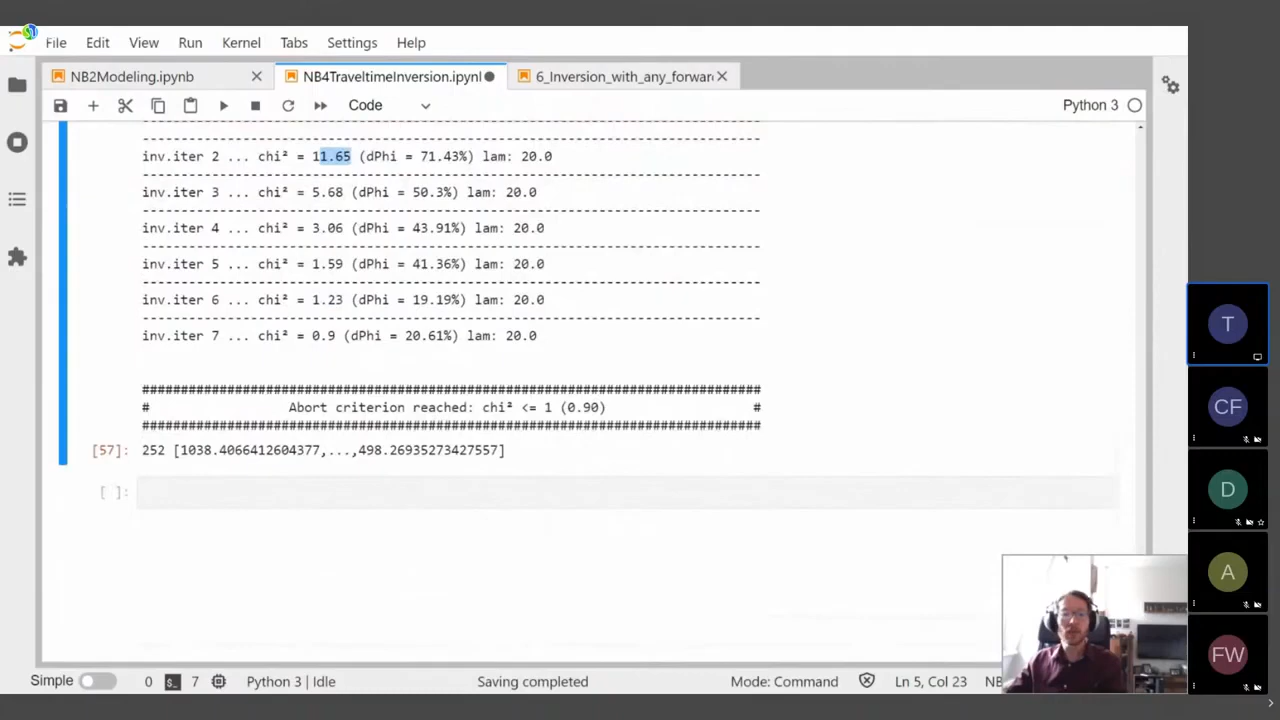 File Edit View Run Kernel Tabs Settings Help
NB2Modeling.ipynb NB4TraveltimeInversion.ipynl 6_Inversion_with_any_forwar
Code Python 3
--------------------------------------------------------------------------------
--------------------------------------------------------------------------------
inv.iter 2 ... chi² = 11.65 (dPhi = 71.43%) lam: 20.0
--------------------------------------------------------------------------------
inv.iter 3 ... chi² = 5.68 (dPhi = 50.3%) lam: 20.0
--------------------------------------------------------------------------------
inv.iter 4 ... chi² = 3.06 (dPhi = 43.91%) lam: 20.0
--------------------------------------------------------------------------------
inv.iter 5 ... chi² = 1.59 (dPhi = 41.36%) lam: 20.0
--------------------------------------------------------------------------------
inv.iter 6 ... chi² = 1.23 (dPhi = 19.19%) lam: 20.0
--------------------------------------------------------------------------------
inv.iter 7 ... chi² = 0.9 (dPhi = 20.61%) lam: 20.0
################################################################################
# Abort criterion reached: chi² <= 1 (0.90) #
################################################################################
[57]: 252 [1038.4066412604377,...,498.26935273427557]
[ ]:
Simple 0 $_ 7 Python 3 | Idle Saving completed Mode: Command Ln 5, Col 23 NB
T
CF
D
A
FW